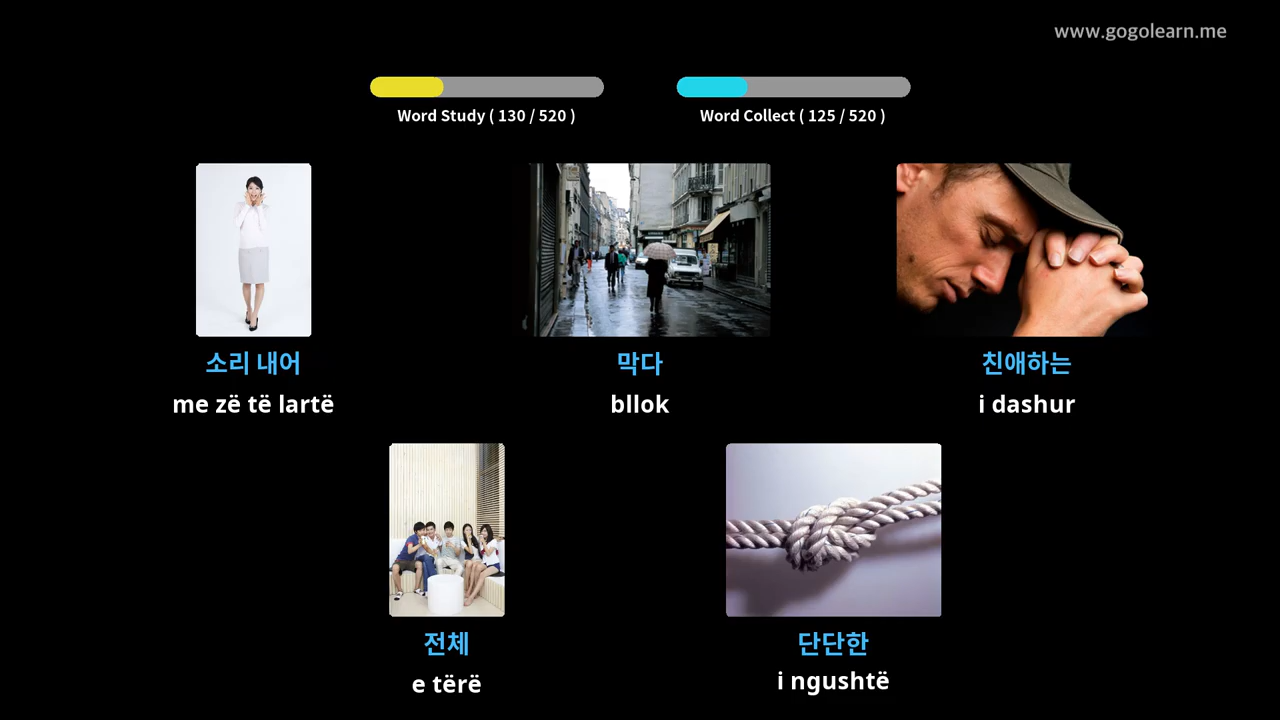 www.gogolearn.me
Word Study ( 130 / 520 )
Word Collect ( 125 / 520 )
소리 내어
me zë të lartë
막다
bllok
친애하는
i dashur
전체
e tërë
단단한
i ngushtë